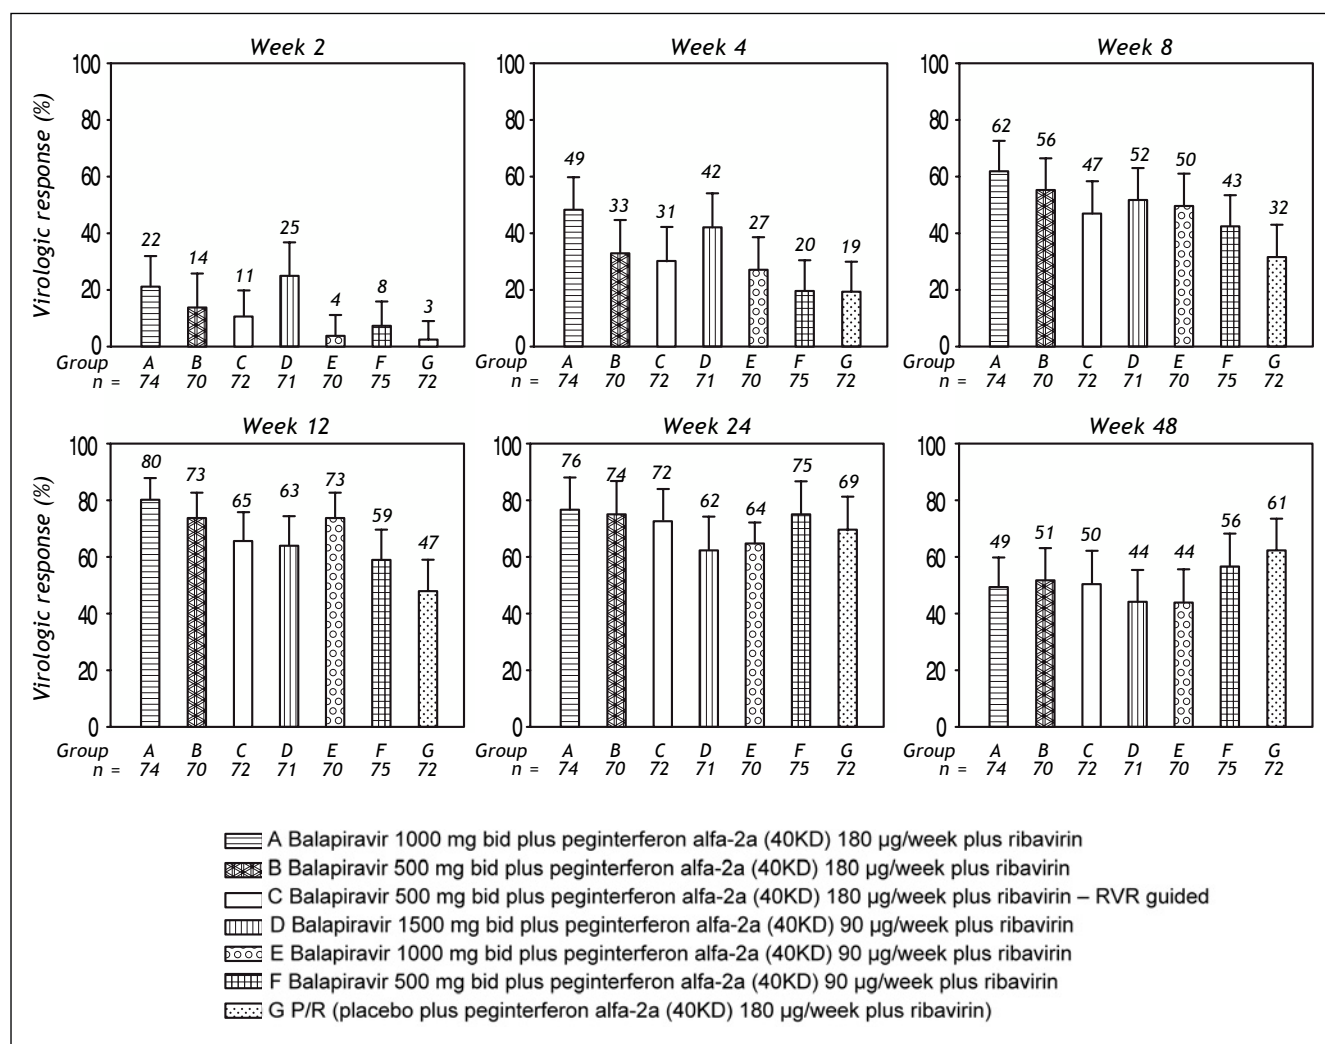 Week 2
Week 4
Week 8
Virologic response (%)
100
80
60
40
20
0
22
14
11
25
4
8
3
Group A B C D E F G
n = 74 70 72 71 70 75 72
100
80
60
40
20
0
49
33
31
42
27
20
19
A B C D E F G
74 70 72 71 70 75 72
100
80
60
40
20
0
62
56
47
52
50
43
32
Group A B C D E F G
n = 74 70 72 71 70 75 72
Week 12
Week 24
Week 48
Virologic response (%)
100
80
60
40
20
0
80
73
65
63
73
59
47
Group A B C D E F G
n = 74 70 72 71 70 75 72
100
80
60
40
20
0
76
74
72
62
64
75
69
A B C D E F G
74 70 72 71 70 75 72
100
80
60
40
20
0
49
51
50
44
44
56
61
Group A B C D E F G
n = 74 70 72 71 70 75 72
A Balapiravir 1000 mg bid plus peginterferon alfa-2a (40KD) 180 µg/week plus ribavirin
B Balapiravir 500 mg bid plus peginterferon alfa-2a (40KD) 180 µg/week plus ribavirin
C Balapiravir 500 mg bid plus peginterferon alfa-2a (40KD) 180 µg/week plus ribavirin – RVR guided
D Balapiravir 1500 mg bid plus peginterferon alfa-2a (40KD) 90 µg/week plus ribavirin
E Balapiravir 1000 mg bid plus peginterferon alfa-2a (40KD) 90 µg/week plus ribavirin
F Balapiravir 500 mg bid plus peginterferon alfa-2a (40KD) 90 µg/week plus ribavirin
G P/R (placebo plus peginterferon alfa-2a (40KD) 180 µg/week plus ribavirin)